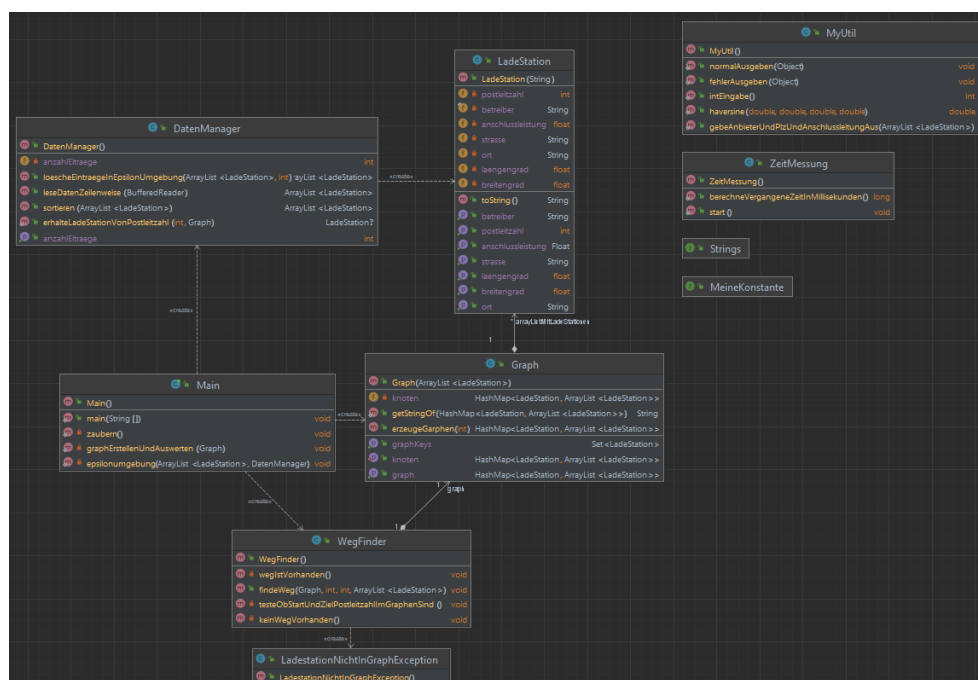 DatenManager
DatenManager()
anzahlEitraege int
loescheEintraegeInEpsilonUmgebung(ArrayList <LadeStation>, int) ayList <LadeStation>
leseDatenZeilenweise (BufferedReader) ArrayList <LadeStation>
sortieren (ArrayList <LadeStation>) ArrayList <LadeStation>
erhalteLadeStationVonPostleitzahl (int, Graph) LadeStation?
anzahlEitraege int
«create»
LadeStation
LadeStation(String)
postleitzahl int
betreiber String
anschlussleistung float
strasse String
ort String
laengengrad float
breitengrad float
toString() String
betreiber String
postleitzahl int
anschlussleistung Float
strasse String
laengengrad float
breitengrad float
ort String
MyUtil
MyUtil()
normalAusgeben(Object) void
fehlerAusgeben(Object) void
intEingabe() int
haversine(double, double, double, double) double
gebeAnbieterUndPlzUndAnschlussleitungAus(ArrayList <LadeStation>)
ZeitMessung
ZeitMessung()
berechneVergangeneZeitInMillisekunden() long
start() void
Strings
MeineKonstante
«create»
* arrayListMitLadeStationen
1
Main
Main()
main(String []) void
zaubern() void
graphErstellenUndAuswerten (Graph) void
epsilonumgebung(ArrayList <LadeStation>, DatenManager) void
«create»
Graph
Graph(ArrayList <LadeStation>)
knoten HashMap<LadeStation, ArrayList <LadeStation>>
getStringOf(HashMap<LadeStation, ArrayList <LadeStation>>) String
erzeugeGarphen(int) HashMap<LadeStation, ArrayList <LadeStation>>
graphKeys Set<LadeStation>
knoten HashMap<LadeStation, ArrayList <LadeStation>>
graph HashMap<LadeStation, ArrayList <LadeStation>>
«create»
1
graph
1
WegFinder
WegFinder()
wegIstVorhanden() void
findeWeg(Graph, int, int, ArrayList <LadeStation>) void
testeObStartUndZielPostleitzahlImGraphenSind () void
keinWegVorhanden() void
«create»
LadestationNichtInGraphException
LadestationNichtInGraphException()